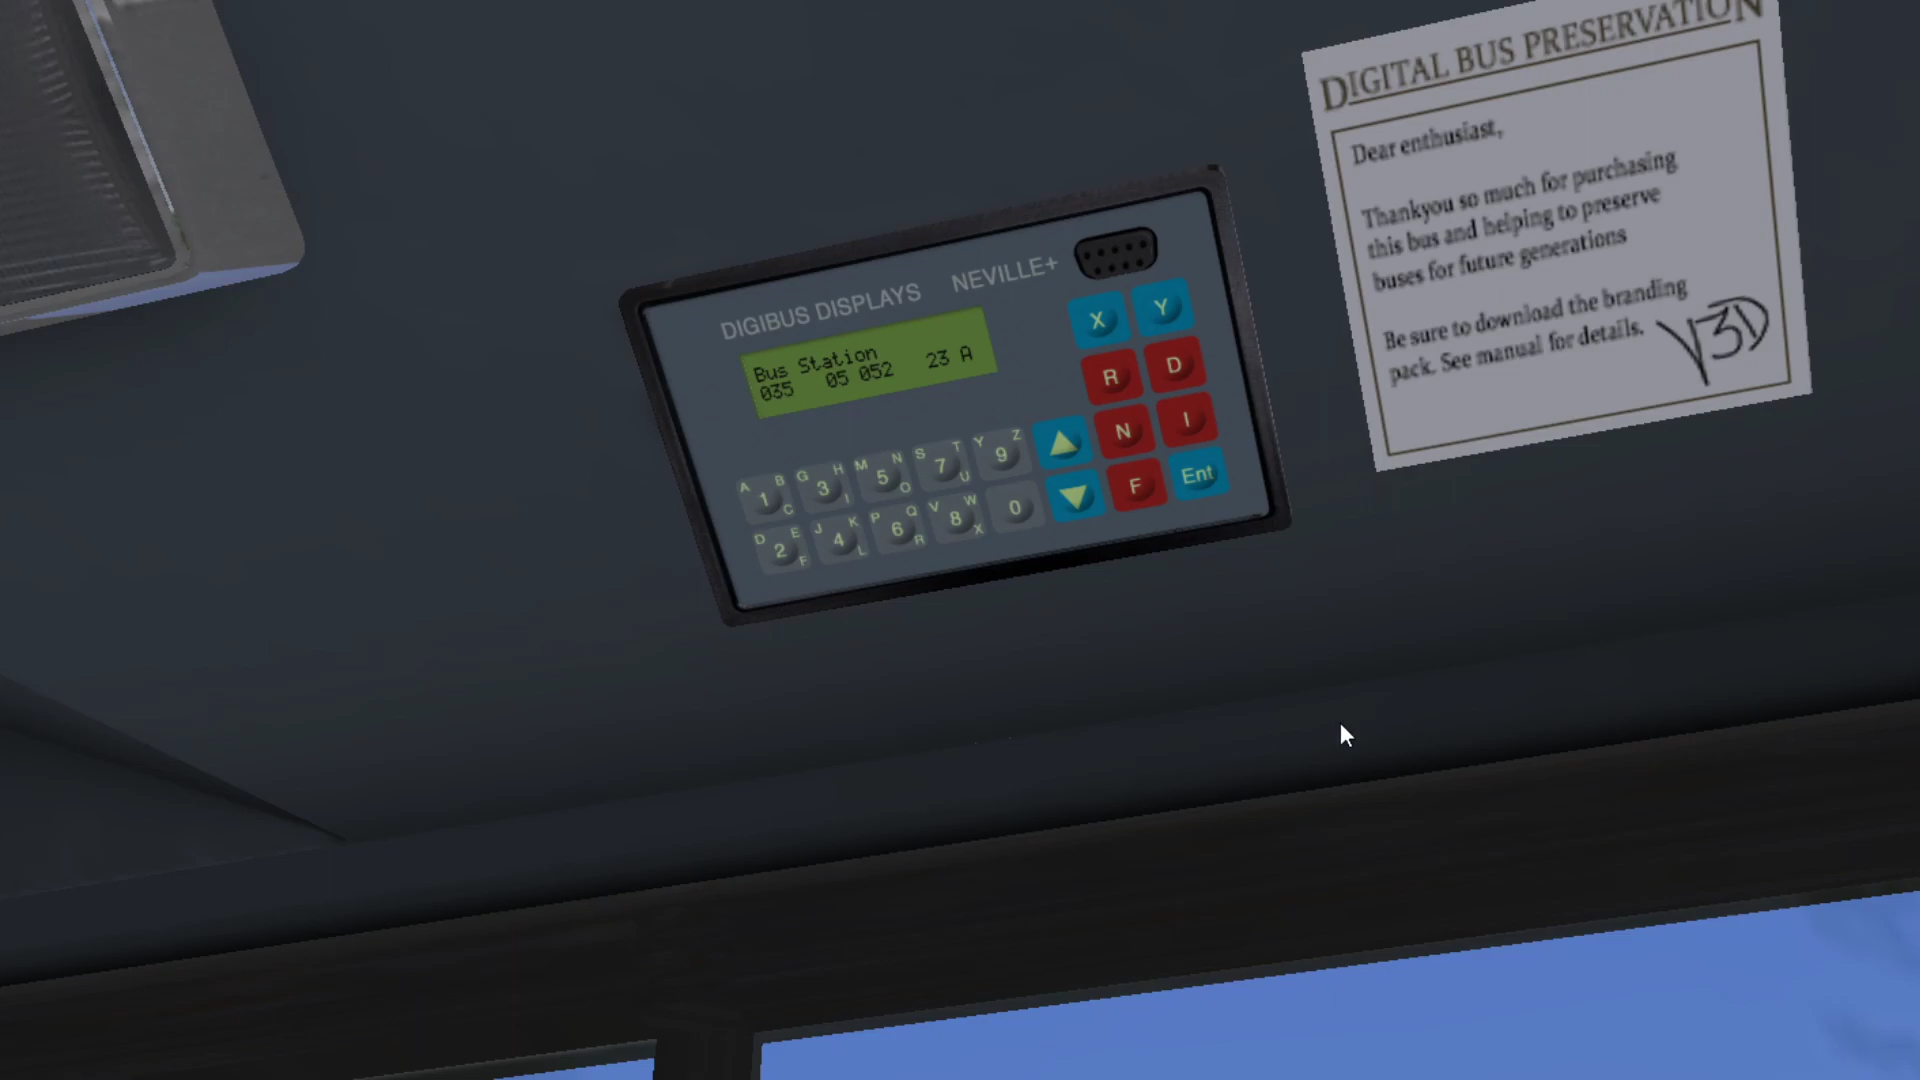 DIGITAL BUS PRESERVATION
Dear enthusiast,
Thankyou so much for purchasing
this bus and helping to preserve
buses for future generations
Be sure to download the branding
pack. See manual for details.
V3D
DIGIBUS DISPLAYS NEVILLE+
Bus Station
035 05 052 23 A
X Y
R D
N I
F Ent
A B 1 C
G H 3 I
M N 5 O
S T 7 U
Y Z 9
D E 2 F
J K 4 L
P Q 6 R
V W 8 X
0